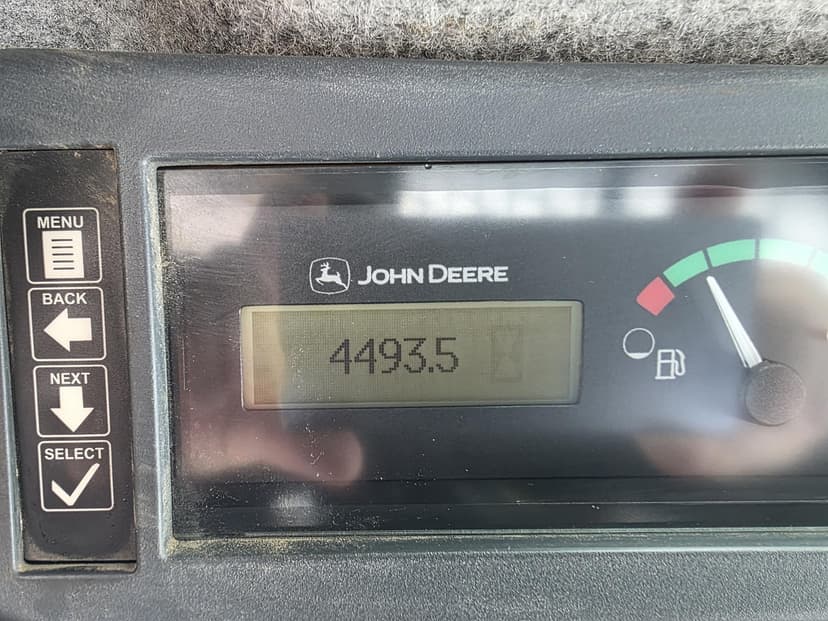 MENU
BACK
NEXT
SELECT
JOHN DEERE
4493.5